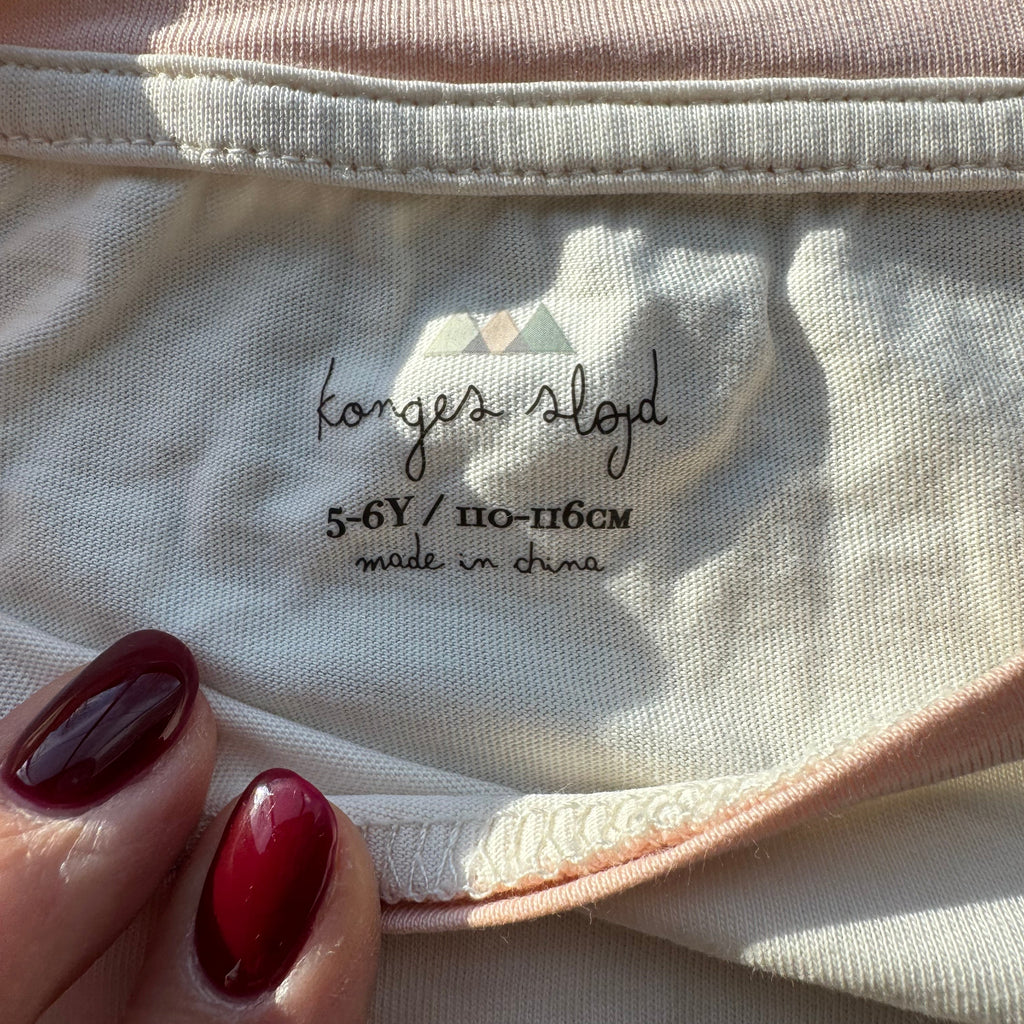 konges sløjd
5-6Y / 110-116CM
made in china